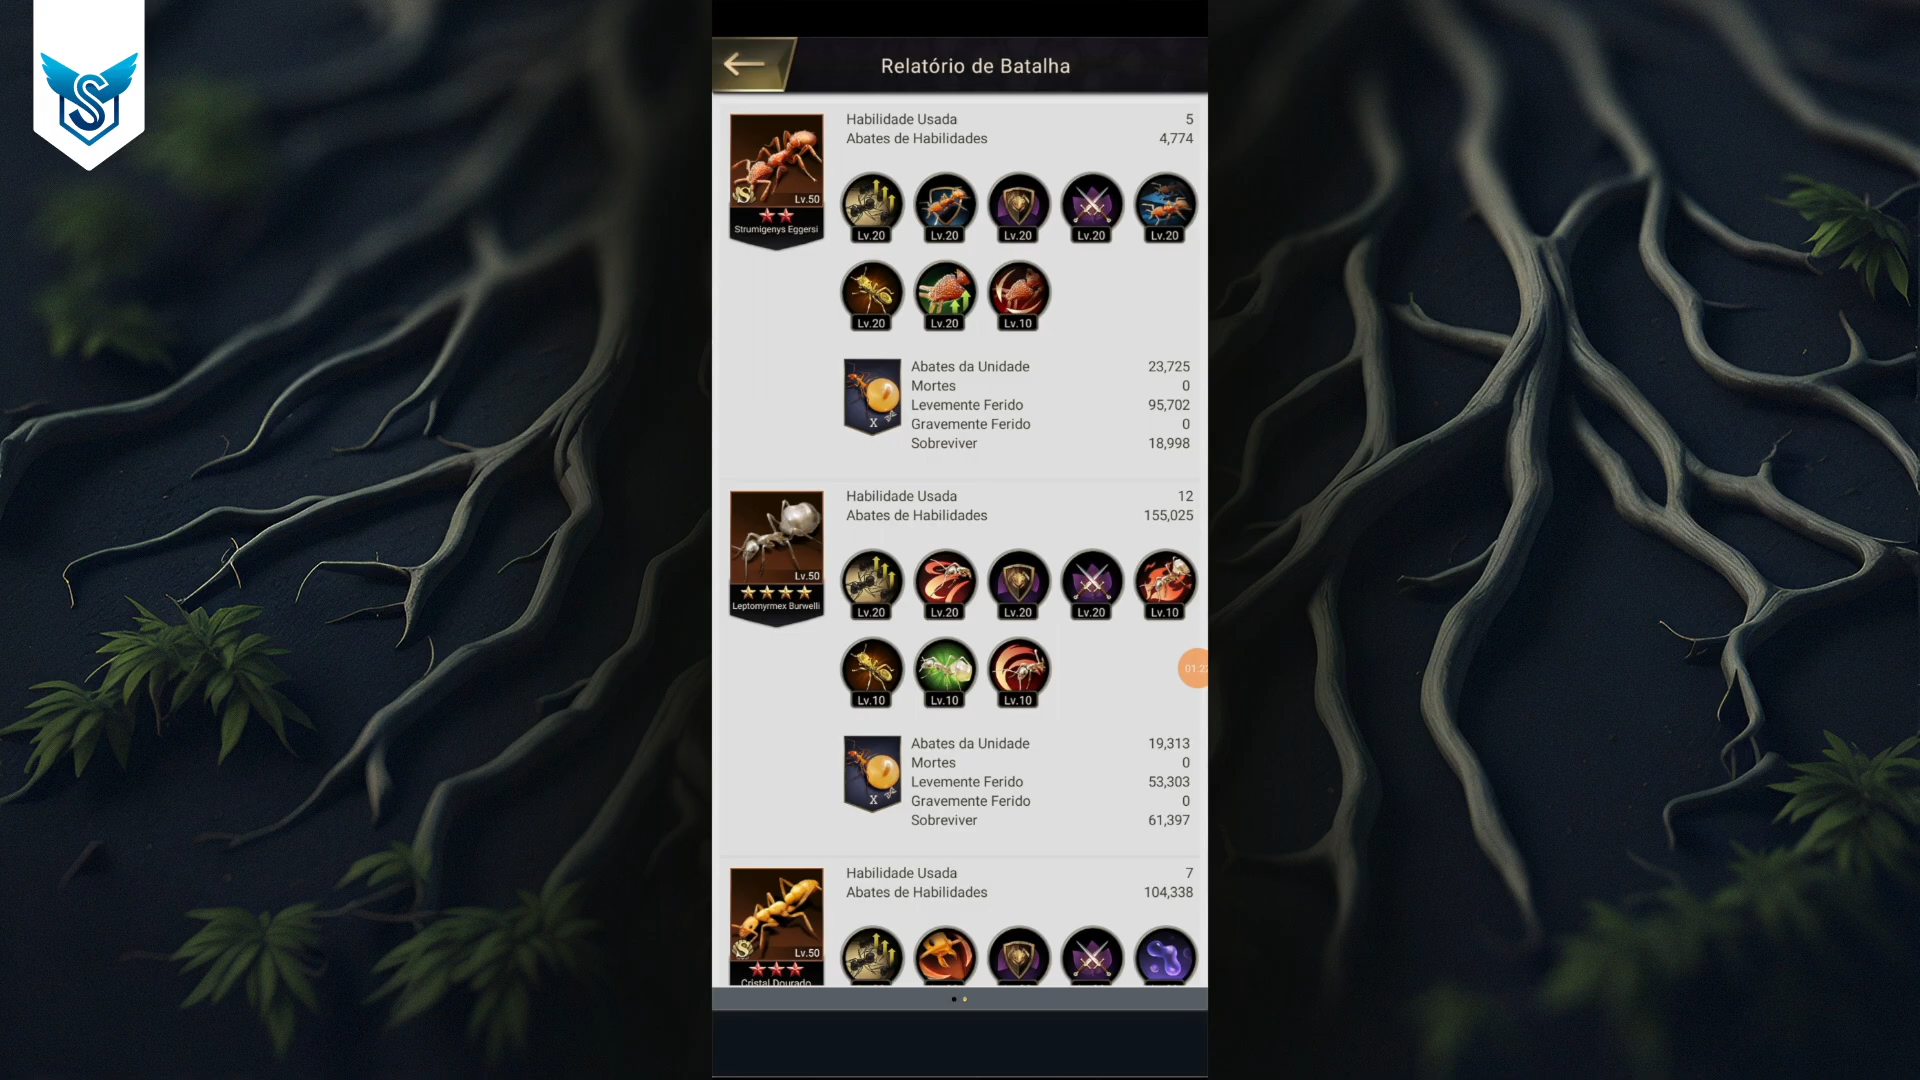 S
Relatório de Batalha
Habilidade Usada 5
Abates de Habilidades 4,774
S Lv.50
Strumigenys Eggersi
Lv.20 Lv.20 Lv.20 Lv.20 Lv.20
Lv.20 Lv.20 Lv.10
X
Abates da Unidade 23,725
Mortes 0
Levemente Ferido 95,702
Gravemente Ferido 0
Sobreviver 18,998
Habilidade Usada 12
Abates de Habilidades 155,025
Lv.50
Leptomyrmex Burwelli
Lv.20 Lv.20 Lv.20 Lv.20 Lv.10
Lv.10 Lv.10 Lv.10
X
Abates da Unidade 19,313
Mortes 0
Levemente Ferido 53,303
Gravemente Ferido 0
Sobreviver 61,397
Habilidade Usada 7
Abates de Habilidades 104,338
S Lv.50
Cristal Dourado